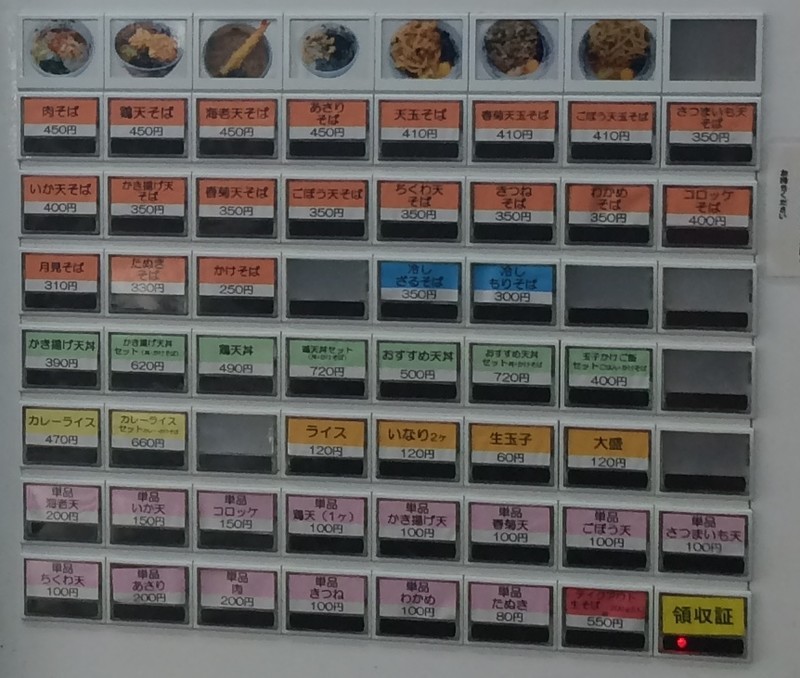 肉そば
450円
鶏天そば
450円
海老天そば
450円
あさり
そば
450円
天玉そば
410円
春菊天玉そば
410円
ごぼう天玉そば
410円
さつまいも天
そば
350円
いか天そば
400円
かき揚げ天
そば
350円
春菊天そば
350円
ごぼう天そば
350円
ちくわ天
そば
350円
きつね
そば
350円
わかめ
そば
350円
コロッケ
そば
400円
月見そば
310円
たぬき
そば
330円
かけそば
250円
冷し
ざるそば
350円
冷し
もりそば
300円
かき揚げ天丼
390円
かき揚げ天丼
セット
620円
鶏天丼
490円
鶏天丼セット
720円
おすすめ天丼
500円
おすすめ天丼
セット
720円
玉子かけご飯
セット
400円
カレーライス
470円
カレーライス
セット
660円
ライス
120円
いなり2ヶ
120円
生玉子
60円
大盛
120円
単品
海老天
200円
単品
いか天
150円
単品
コロッケ
150円
単品
鶏天（1ヶ）
100円
単品
かき揚げ天
100円
単品
春菊天
100円
単品
ごぼう天
100円
単品
さつまいも天
100円
単品
ちくわ天
100円
単品
あさり
200円
単品
肉
200円
単品
きつね
100円
単品
わかめ
100円
単品
たぬき
80円
テイクアウト
生そば
550円
領収証
お待ちください